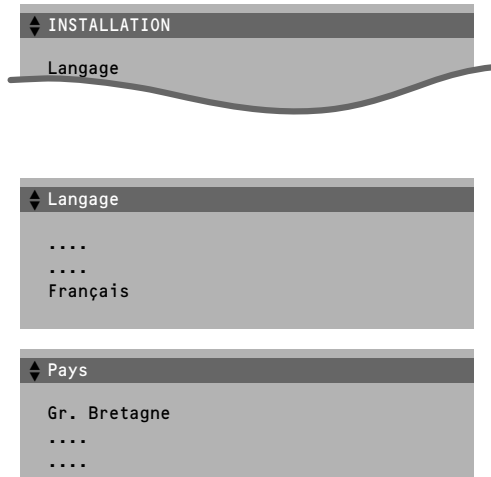 INSTALLATION
Langage
Langage
....
....
Français
Pays
Gr. Bretagne
....
....